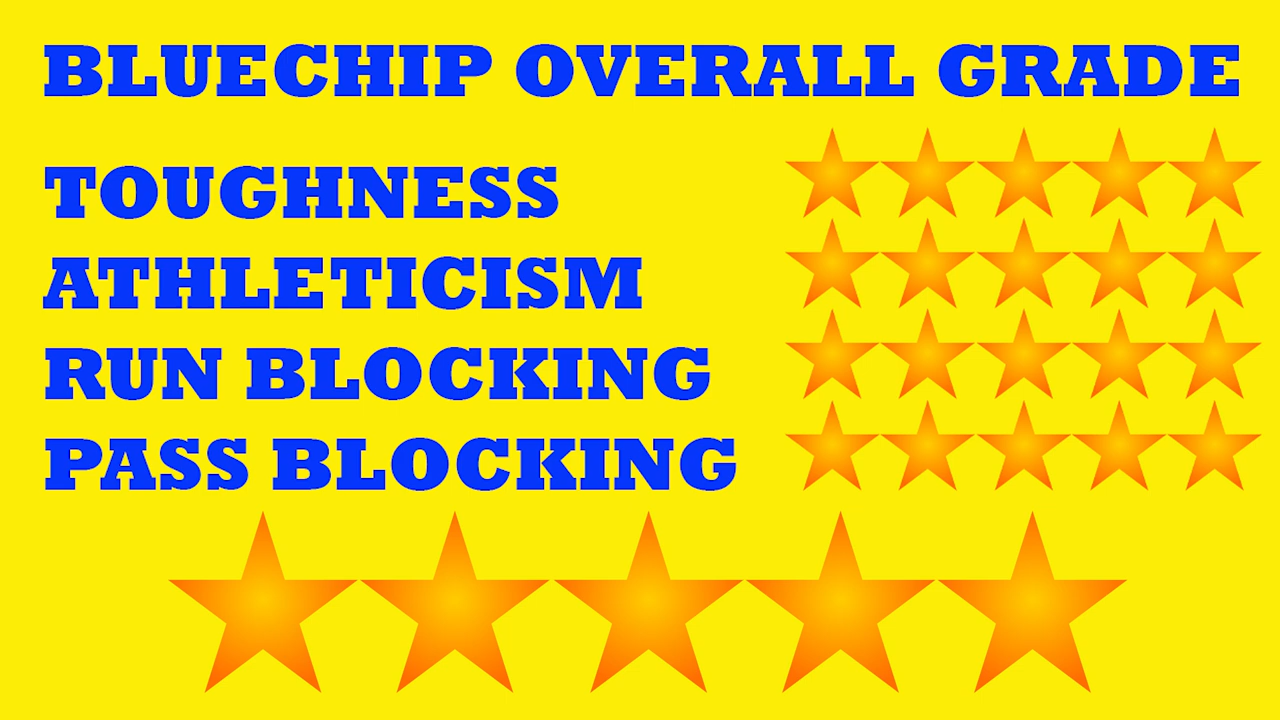 BLUECHIP OVERALL GRADE
TOUGHNESS
ATHLETICISM
RUN BLOCKING
PASS BLOCKING